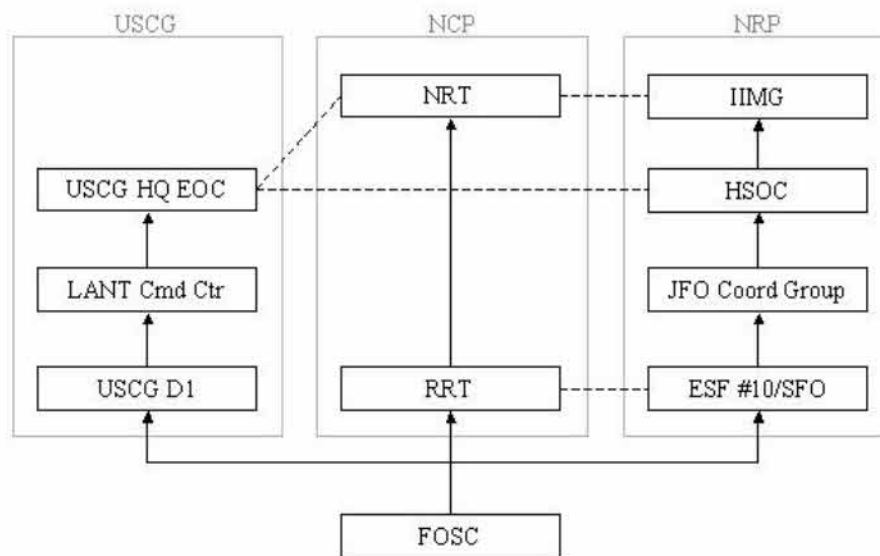 USCG
NCP
NRP
NRT
IIMG
USCG HQ EOC
HSOC
LANT Cmd Ctr
JFO Coord Group
USCG D1
RRT
ESF #10/SFO
FOSC